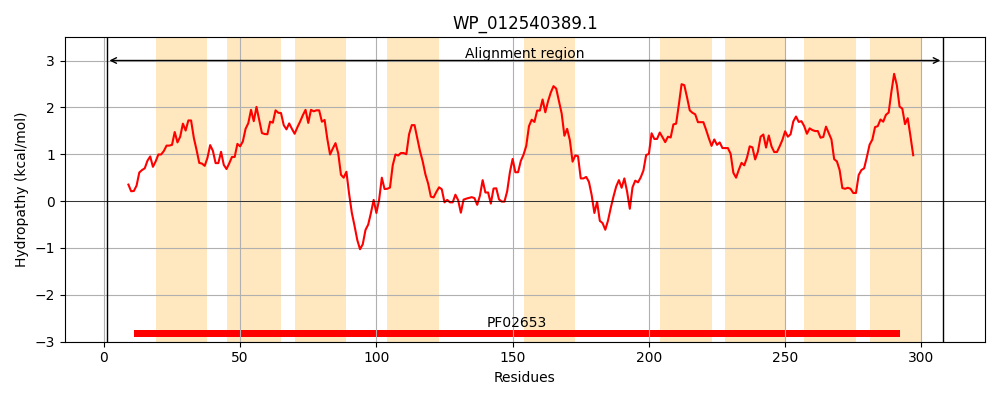 WP_012540389.1
Hydropathy (kcal/mol)
3
2
1
0
−1
−2
−3
Alignment region
PF02653
0
50
100
150
200
250
300
Residues